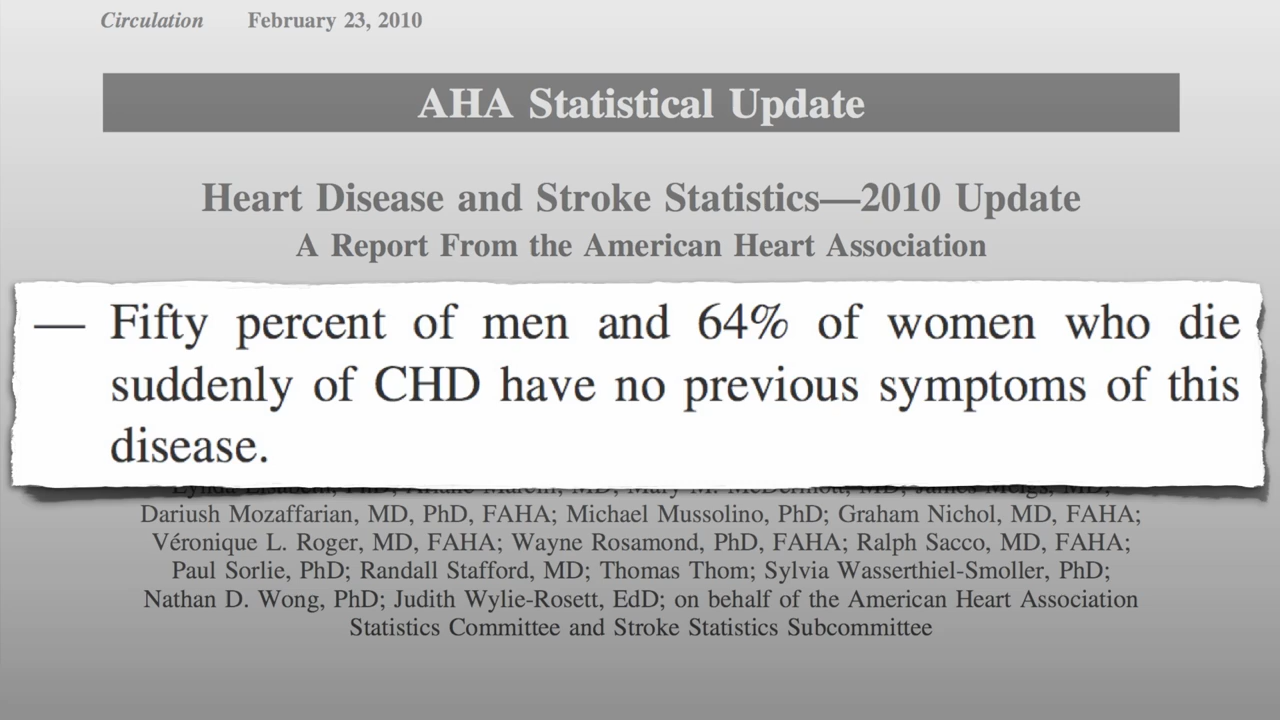 Circulation February 23, 2010
AHA Statistical Update
Heart Disease and Stroke Statistics—2010 Update
A Report From the American Heart Association
— Fifty percent of men and 64% of women who die
suddenly of CHD have no previous symptoms of this
disease.
Dariush Mozaffarian, MD, PhD, FAHA; Michael Mussolino, PhD; Graham Nichol, MD, FAHA;
Véronique L. Roger, MD, FAHA; Wayne Rosamond, PhD, FAHA; Ralph Sacco, MD, FAHA;
Paul Sorlie, PhD; Randall Stafford, MD; Thomas Thom; Sylvia Wasserthiel-Smoller, PhD;
Nathan D. Wong, PhD; Judith Wylie-Rosett, EdD; on behalf of the American Heart Association
Statistics Committee and Stroke Statistics Subcommittee